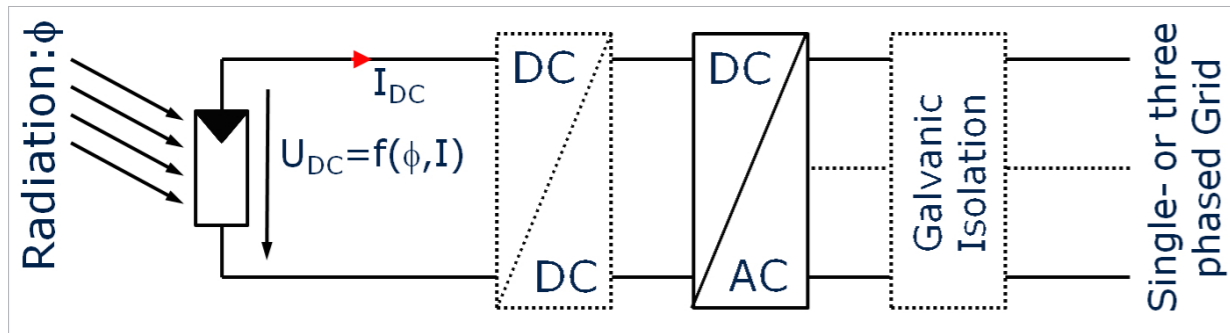 Radiation:ϕ
I_DC
U_DC=f(ϕ,I)
DC
DC
DC
AC
Galvanic
Isolation
Single- or three
phased Grid